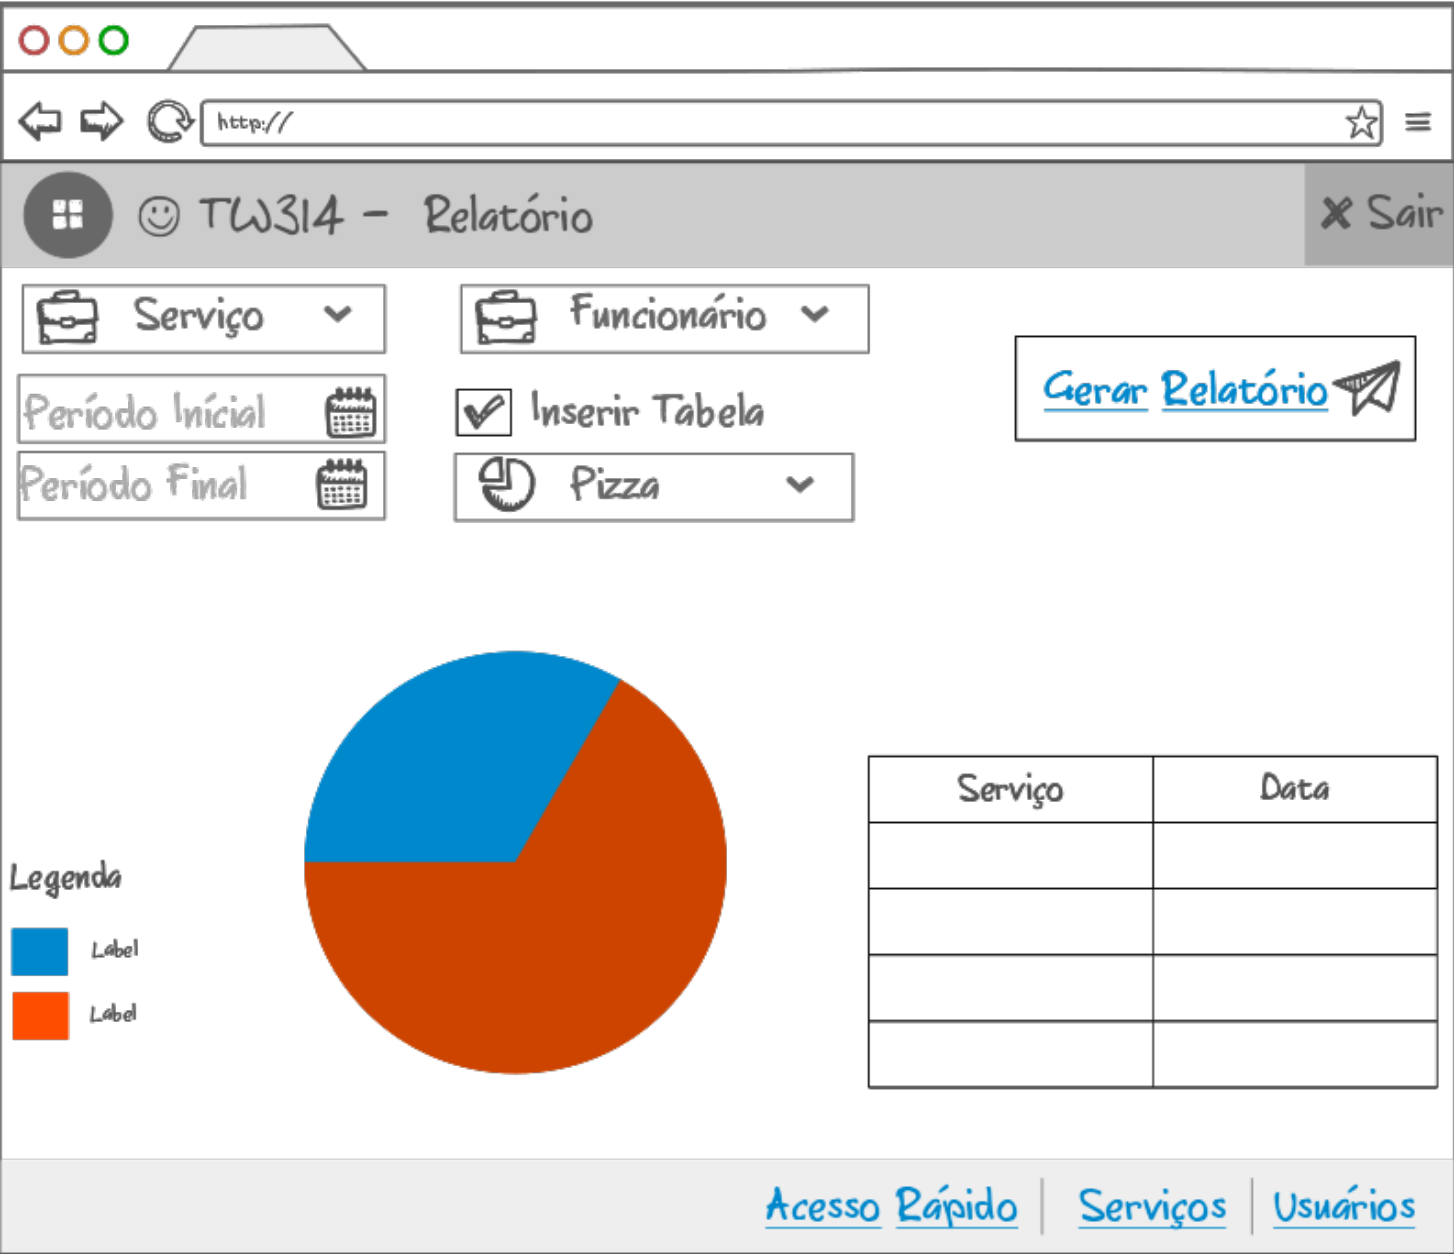 http://
TW314 - Relatório
Sair
Serviço
Funcionário
Período Inícial
Inserir Tabela
Gerar Relatório
Período Final
Pizza
Serviço
Data
Legenda
Label
Label
Acesso Rápido
Serviços
Usuários